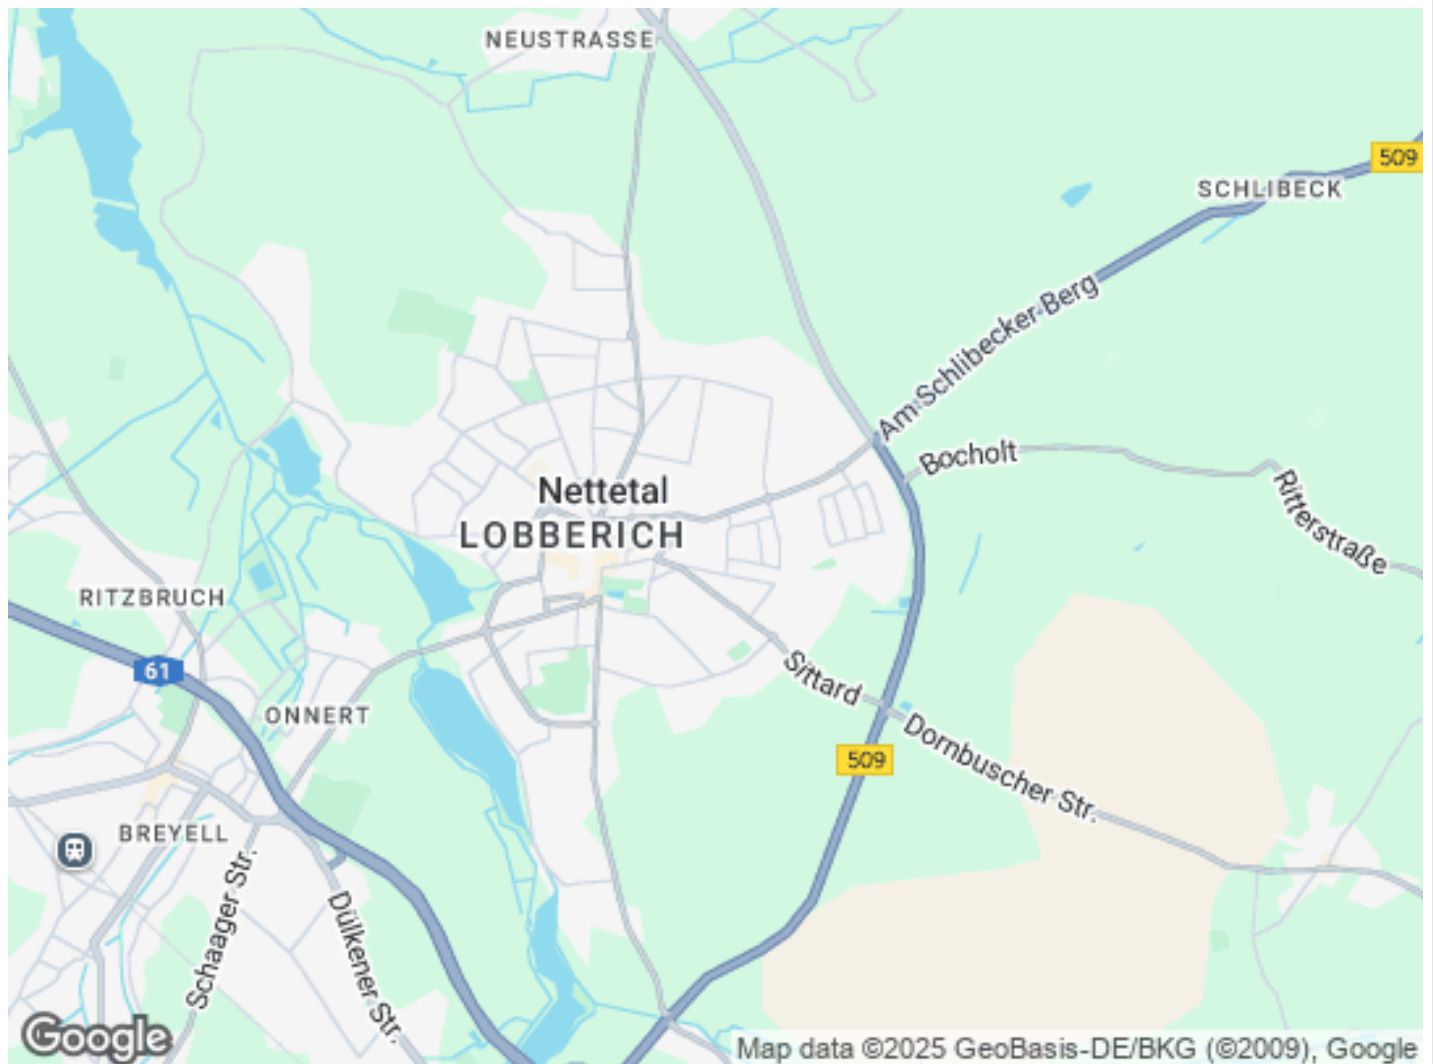 NEUSTRASSE
509
SCHLIBECK
Am Schlibecker Berg
Bocholt
Ritterstraße
Nettetal
LOBBERICH
RITZBRUCH
61
ONNERT
Sittard
Dornbuscher Str.
509
BREYELL
Schaager Str.
Dülkener Str.
Google
Map data ©2025 GeoBasis-DE/BKG (©2009), Google